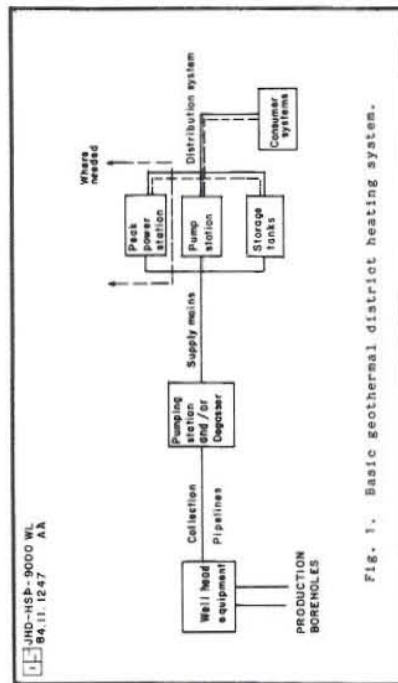 JHD-HSÞ-9000 WL
84.11.1247 AA
Where
needed
Peak
power
station
Distribution system
Pumping
station
and/or
Degasser
Supply mains
Pump
station
Collection
Pipelines
Well head
equipment
Storage
tanks
Consumer
systems
PRODUCTION
BOREHOLES
Fig. 1. Basic geothermal district heating system.